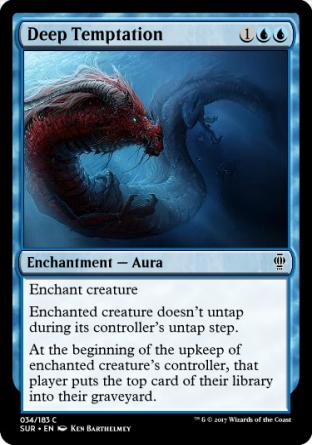 Deep Temptation 1
Enchantment — Aura
Enchant creature
Enchanted creature doesn't untap
during its controller's untap step.
At the beginning of the upkeep of
enchanted creature's controller, that
player puts the top card of their library
into their graveyard.
034/183 C
SUR • EN Ken Barthelmey
™ & © 2017 Wizards of the Coast